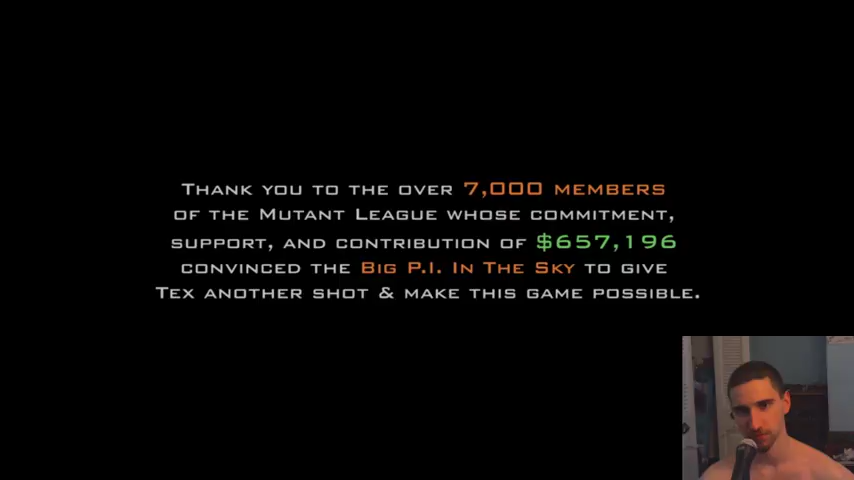 Thank you to the over 7,000 members
of the Mutant League whose commitment,
support, and contribution of $657,196
convinced the Big P.I. In The Sky to give
Tex another shot & make this game possible.